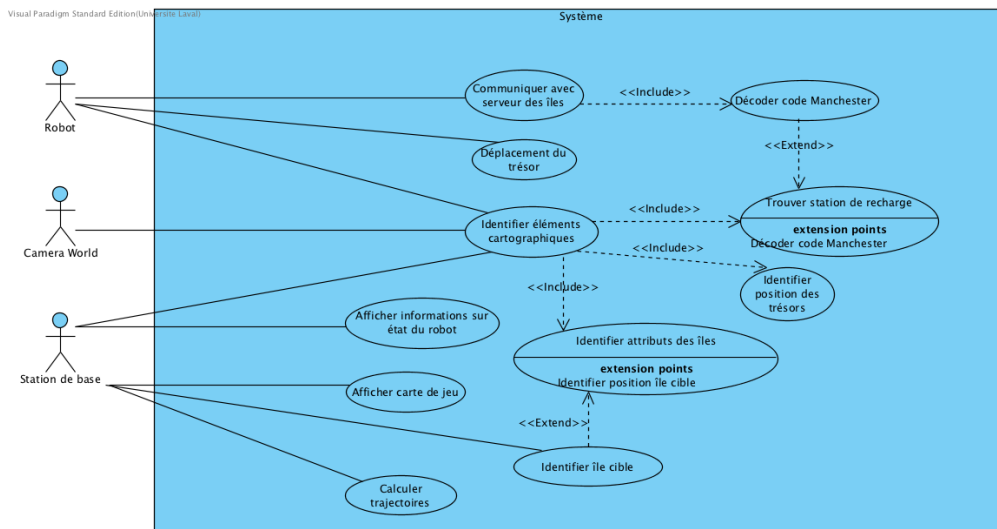 Visual Paradigm Standard Edition(Université Laval)
Système
Communiquer avec
serveur des îles
<<Include>>
Décoder code Manchester
Robot
<<Extend>>
Déplacement du
trésor
Trouver station de recharge
<<Include>>
extension points
Décoder code Manchester
Identifier éléments
cartographiques
Camera World
<<Include>>
Identifier
position des
trésors
<<Include>>
Afficher informations sur
état du robot
Identifier attributs des îles
extension points
Identifier position île cible
Station de base
Afficher carte de jeu
<<Extend>>
Identifier île cible
Calculer
trajectoires